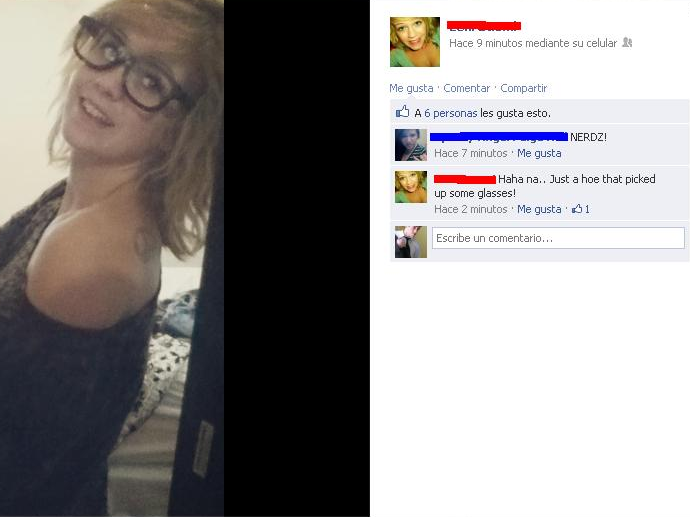 Hace 9 minutos mediante su celular
Me gusta · Comentar · Compartir
A 6 personas les gusta esto.
NERDZ!
Hace 7 minutos · Me gusta
Haha na.. Just a hoe that picked
up some glasses!
Hace 2 minutos · Me gusta · 1
Escribe un comentario...